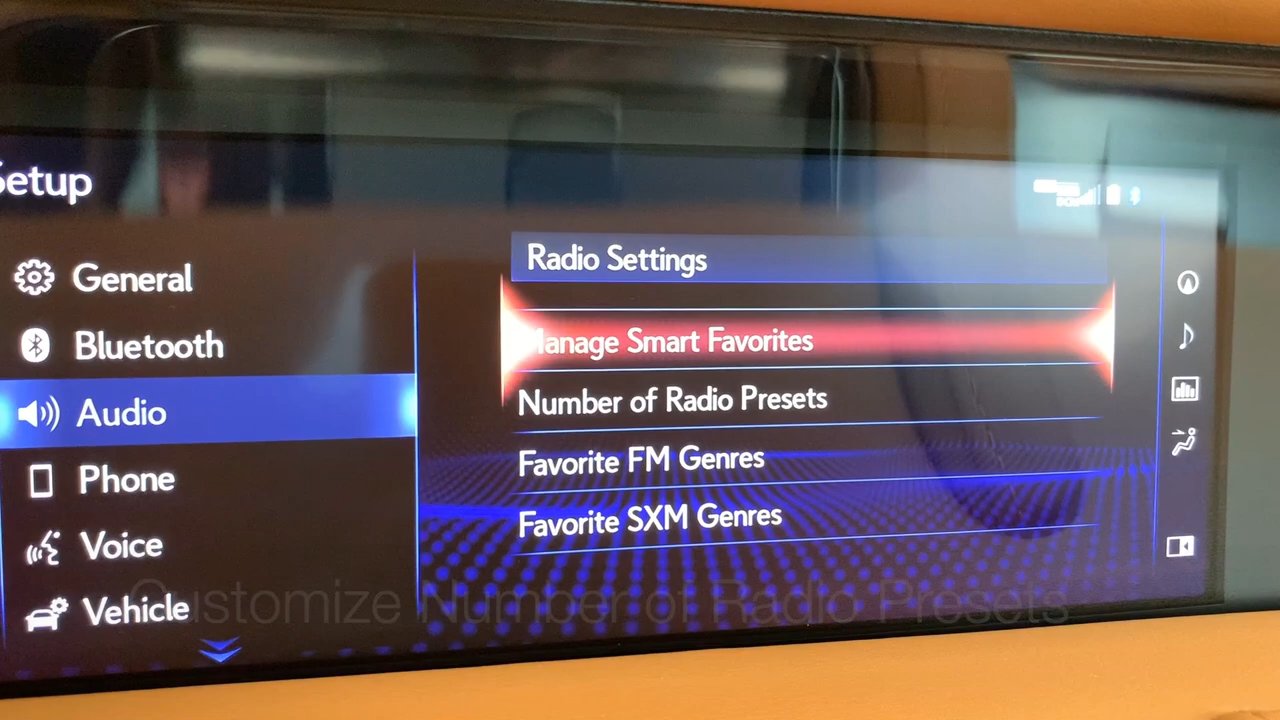 Setup
General
Bluetooth
Audio
Phone
Voice
Vehicle
Radio Settings
Manage Smart Favorites
Number of Radio Presets
Favorite FM Genres
Favorite SXM Genres
DCM
Customize Number of Radio Presets